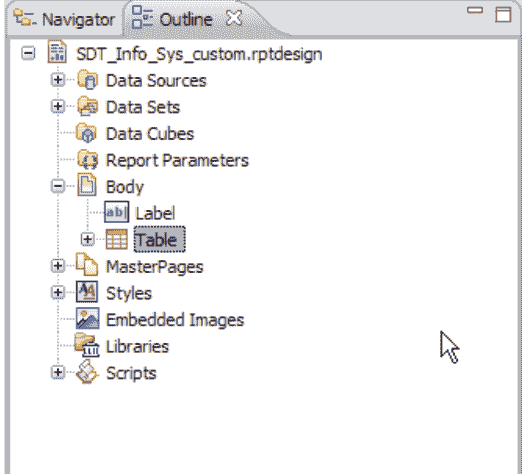 Navigator Outline
SDT_Info_Sys_custom.rptdesign
Data Sources
Data Sets
Data Cubes
Report Parameters
Body
ab| Label
Table
MasterPages
Styles
Embedded Images
Libraries
Scripts